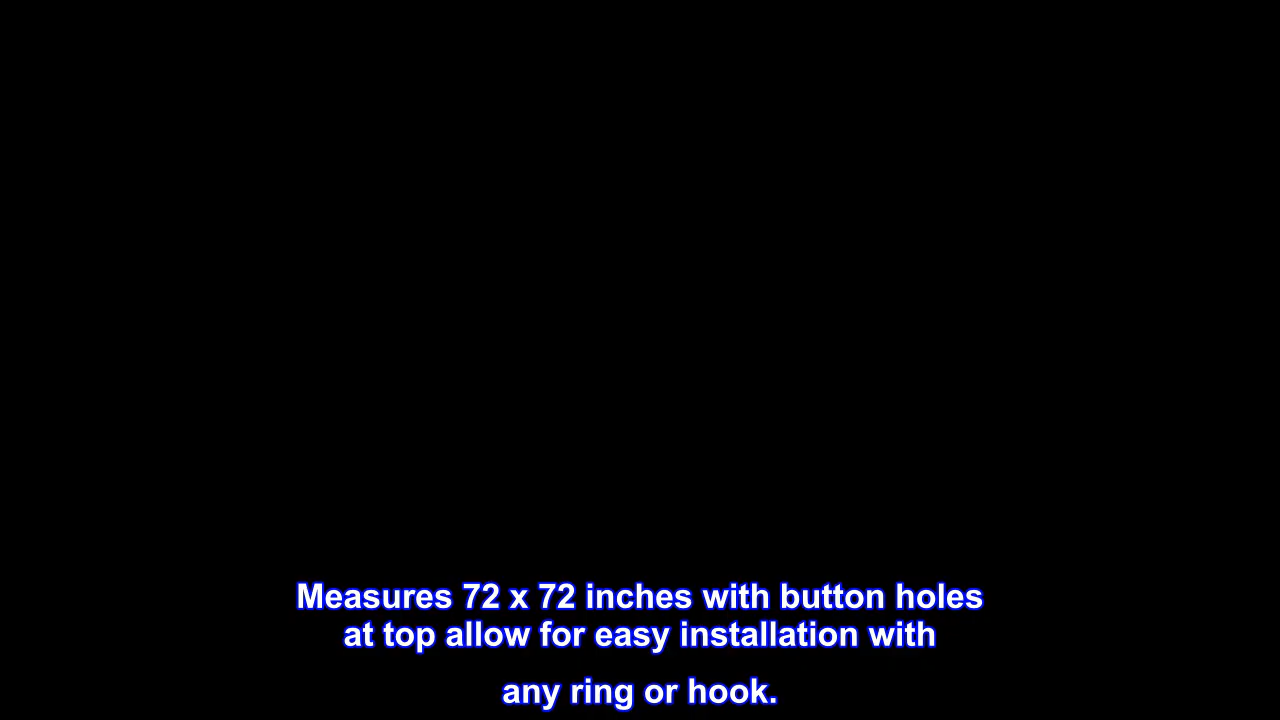 Measures 72 x 72 inches with button holes
at top allow for easy installation with
any ring or hook.